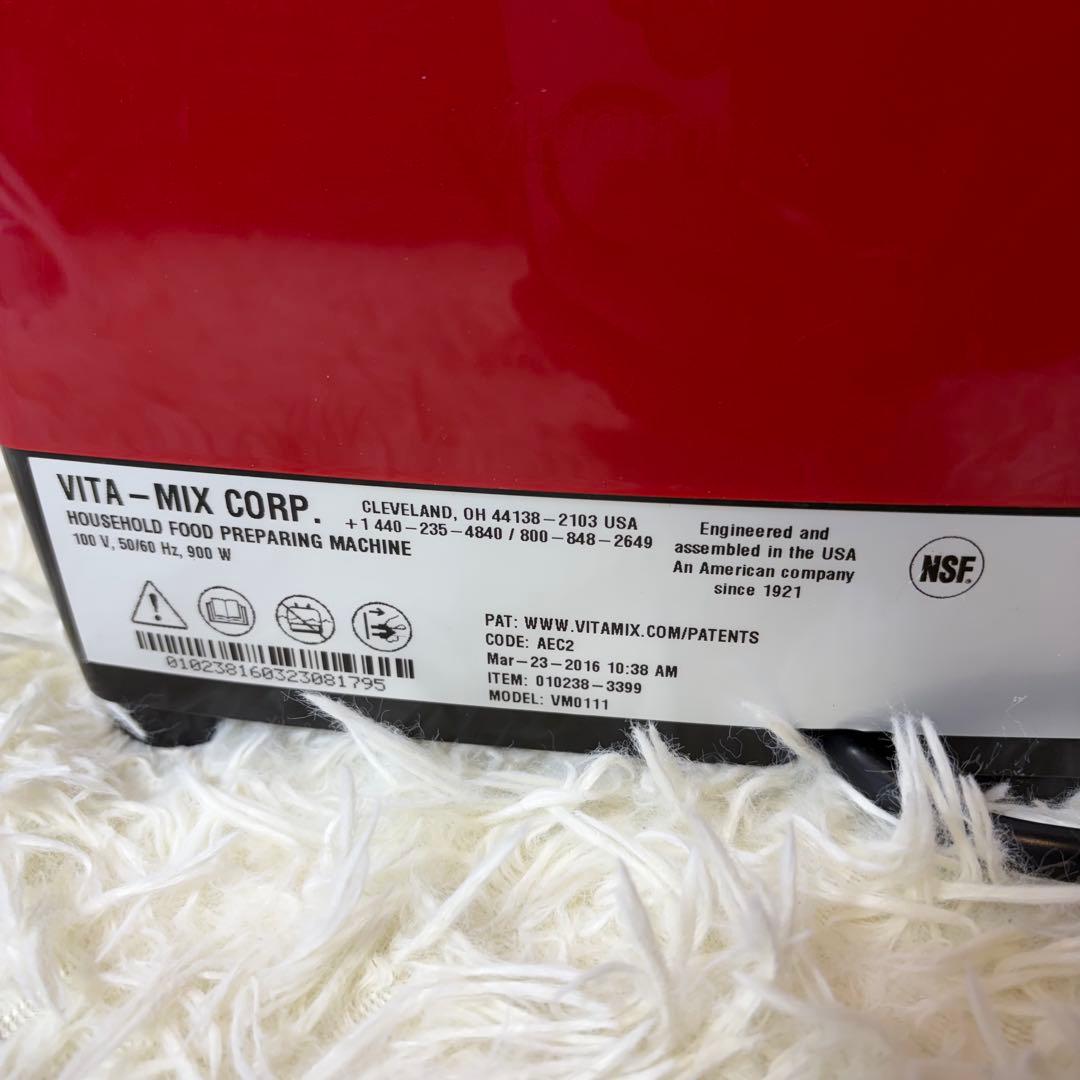 VITA-MIX CORP.
HOUSEHOLD FOOD PREPARING MACHINE
100 V, 50/60 Hz, 900 W
CLEVELAND, OH 44138-2103 USA
+1 440-235-4840 / 800-848-2649
Engineered and
assembled in the USA
An American company
since 1921
NSF
010238160323081795
PAT: WWW.VITAMIX.COM/PATENTS
CODE: AEC2
Mar-23-2016 10:38 AM
ITEM: 010238-3399
MODEL: VM0111